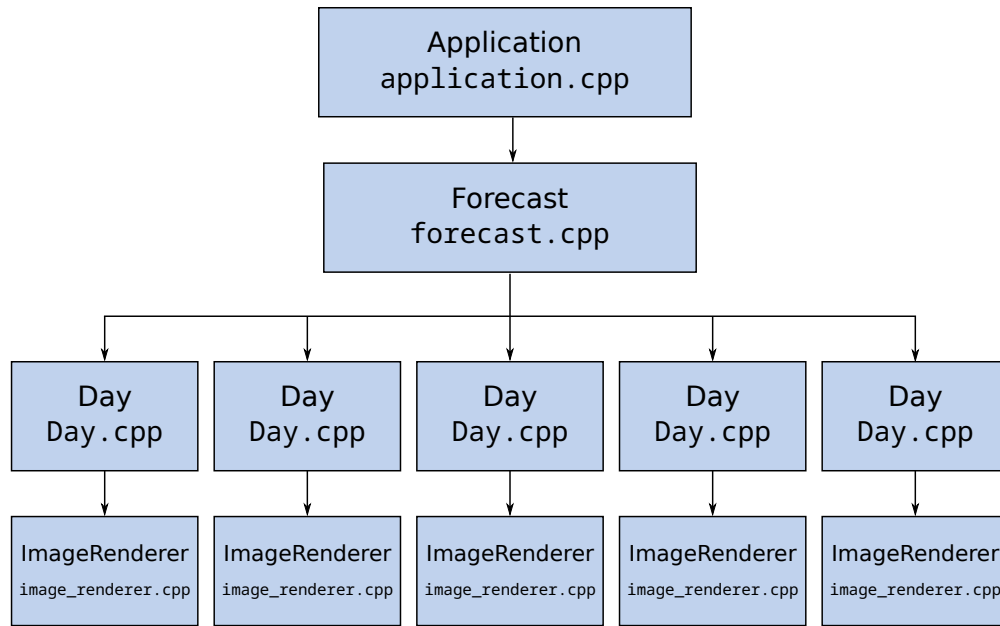 Application
application.cpp
Forecast
forecast.cpp
Day
Day.cpp
Day
Day.cpp
Day
Day.cpp
Day
Day.cpp
Day
Day.cpp
ImageRenderer
image_renderer.cpp
ImageRenderer
image_renderer.cpp
ImageRenderer
image_renderer.cpp
ImageRenderer
image_renderer.cpp
ImageRenderer
image_renderer.cpp